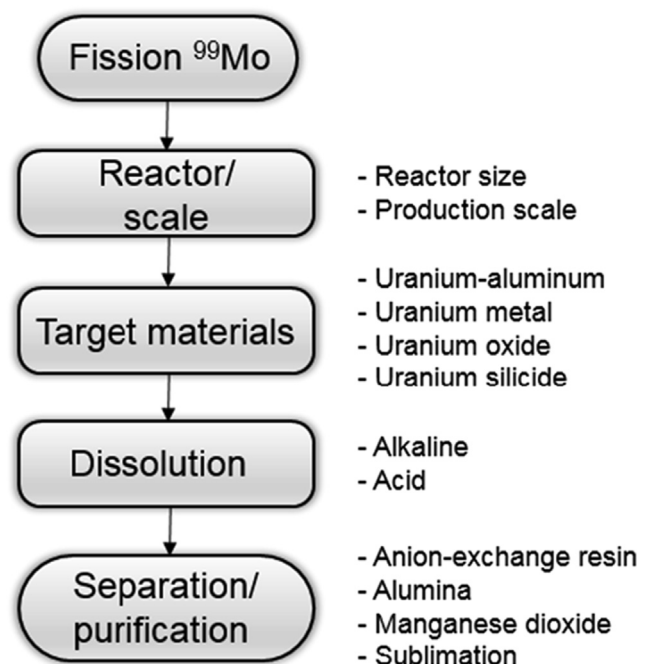 Fission ⁹⁹Mo
Reactor/
scale
- Reactor size
- Production scale
Target materials
- Uranium-aluminum
- Uranium metal
- Uranium oxide
- Uranium silicide
Dissolution
- Alkaline
- Acid
Separation/
purification
- Anion-exchange resin
- Alumina
- Manganese dioxide
- Sublimation